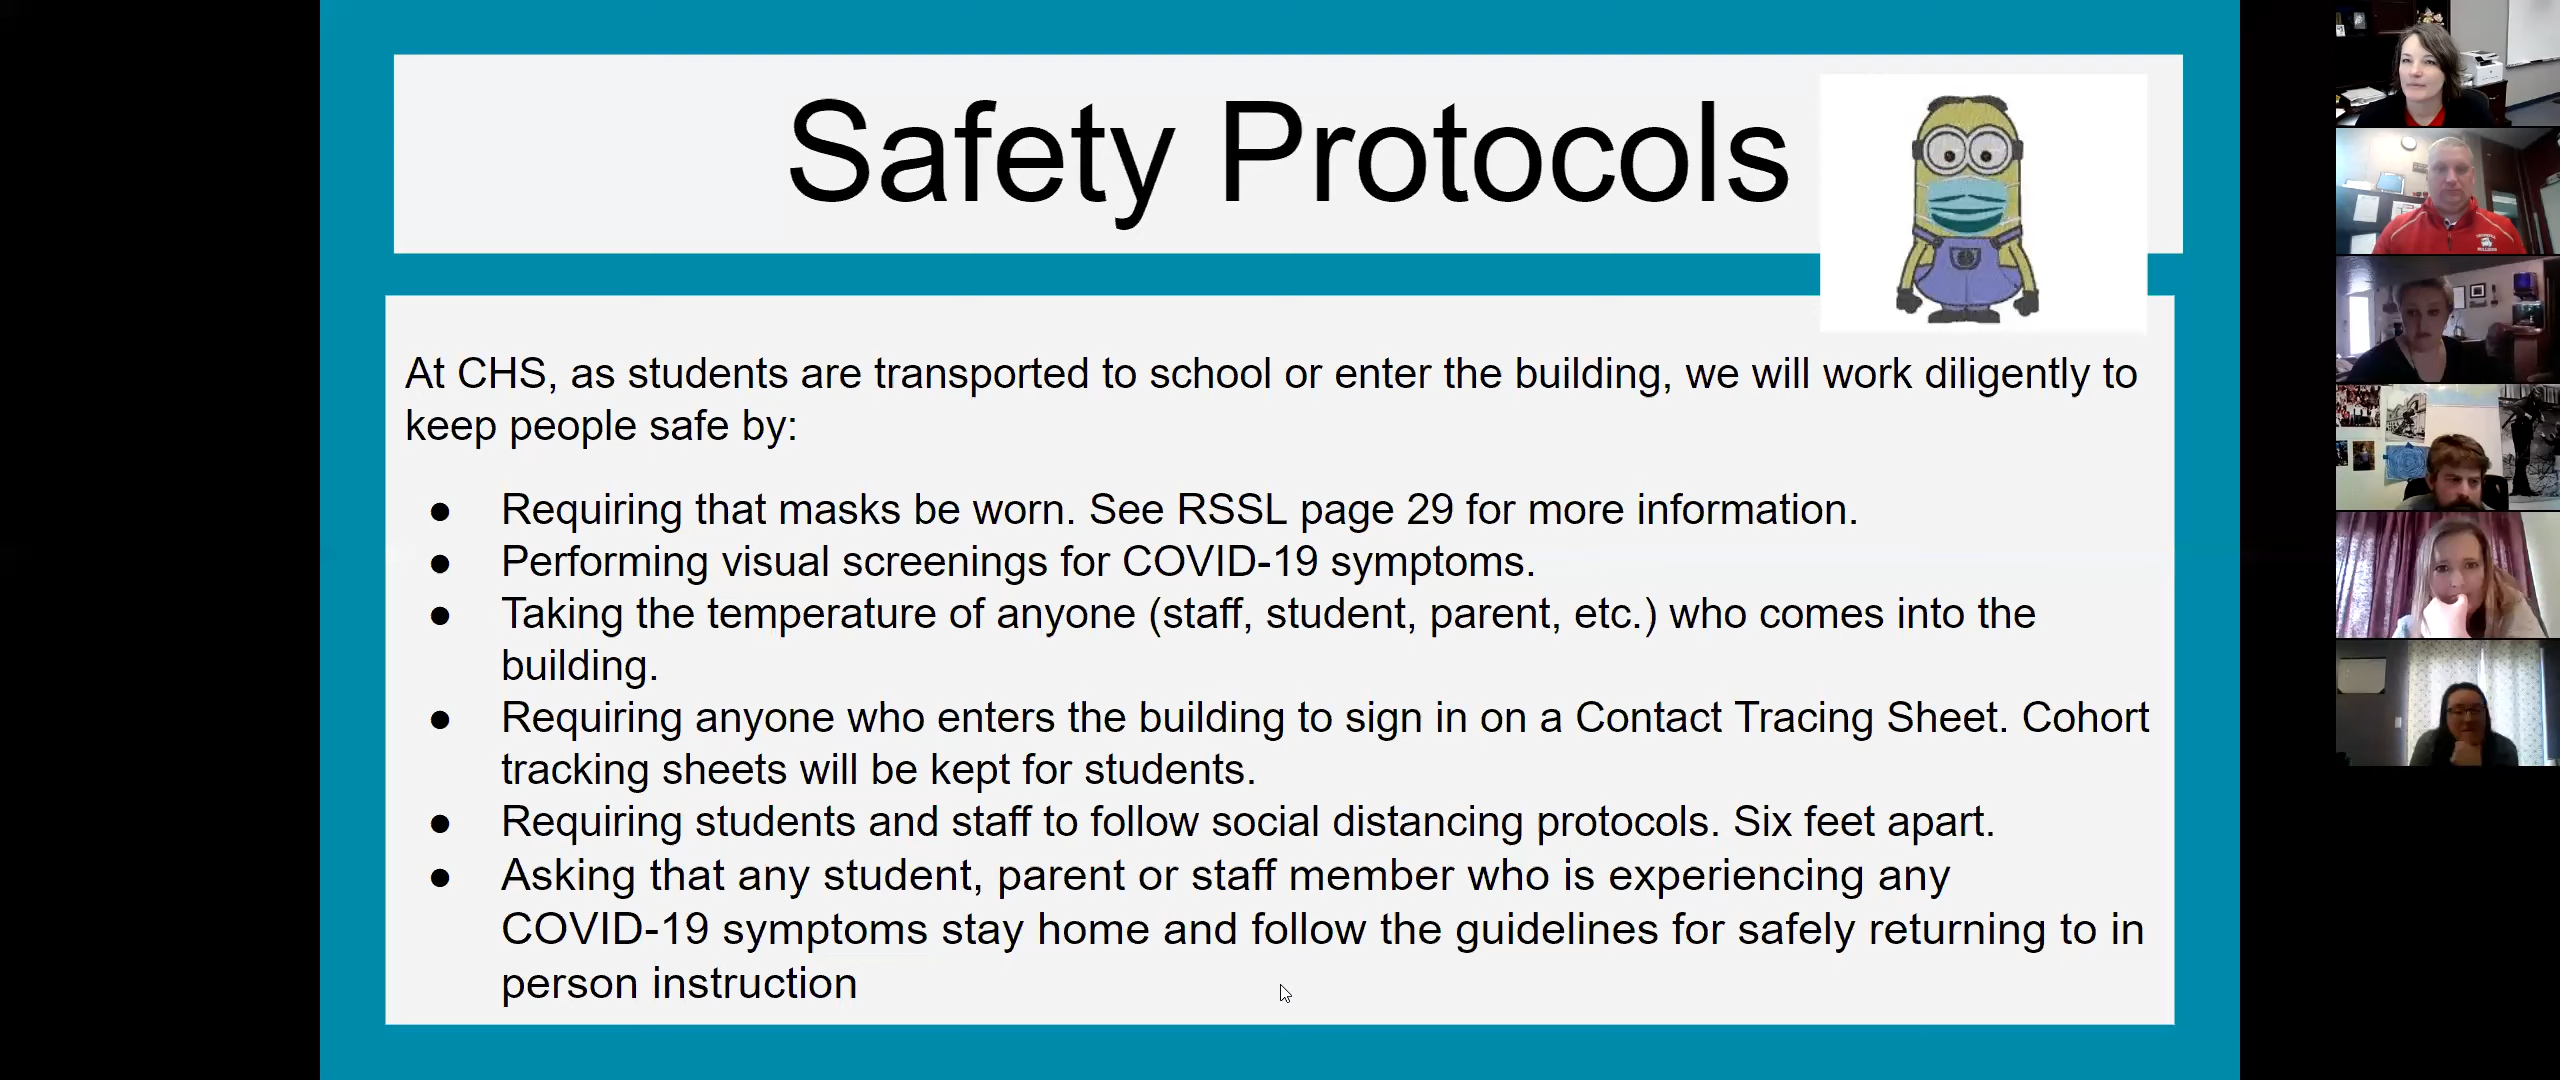 Safety Protocols
At CHS, as students are transported to school or enter the building, we will work diligently to
keep people safe by:
● Requiring that masks be worn. See RSSL page 29 for more information.
● Performing visual screenings for COVID-19 symptoms.
● Taking the temperature of anyone (staff, student, parent, etc.) who comes into the
building.
● Requiring anyone who enters the building to sign in on a Contact Tracing Sheet. Cohort
tracking sheets will be kept for students.
● Requiring students and staff to follow social distancing protocols. Six feet apart.
● Asking that any student, parent or staff member who is experiencing any
COVID-19 symptoms stay home and follow the guidelines for safely returning to in
person instruction